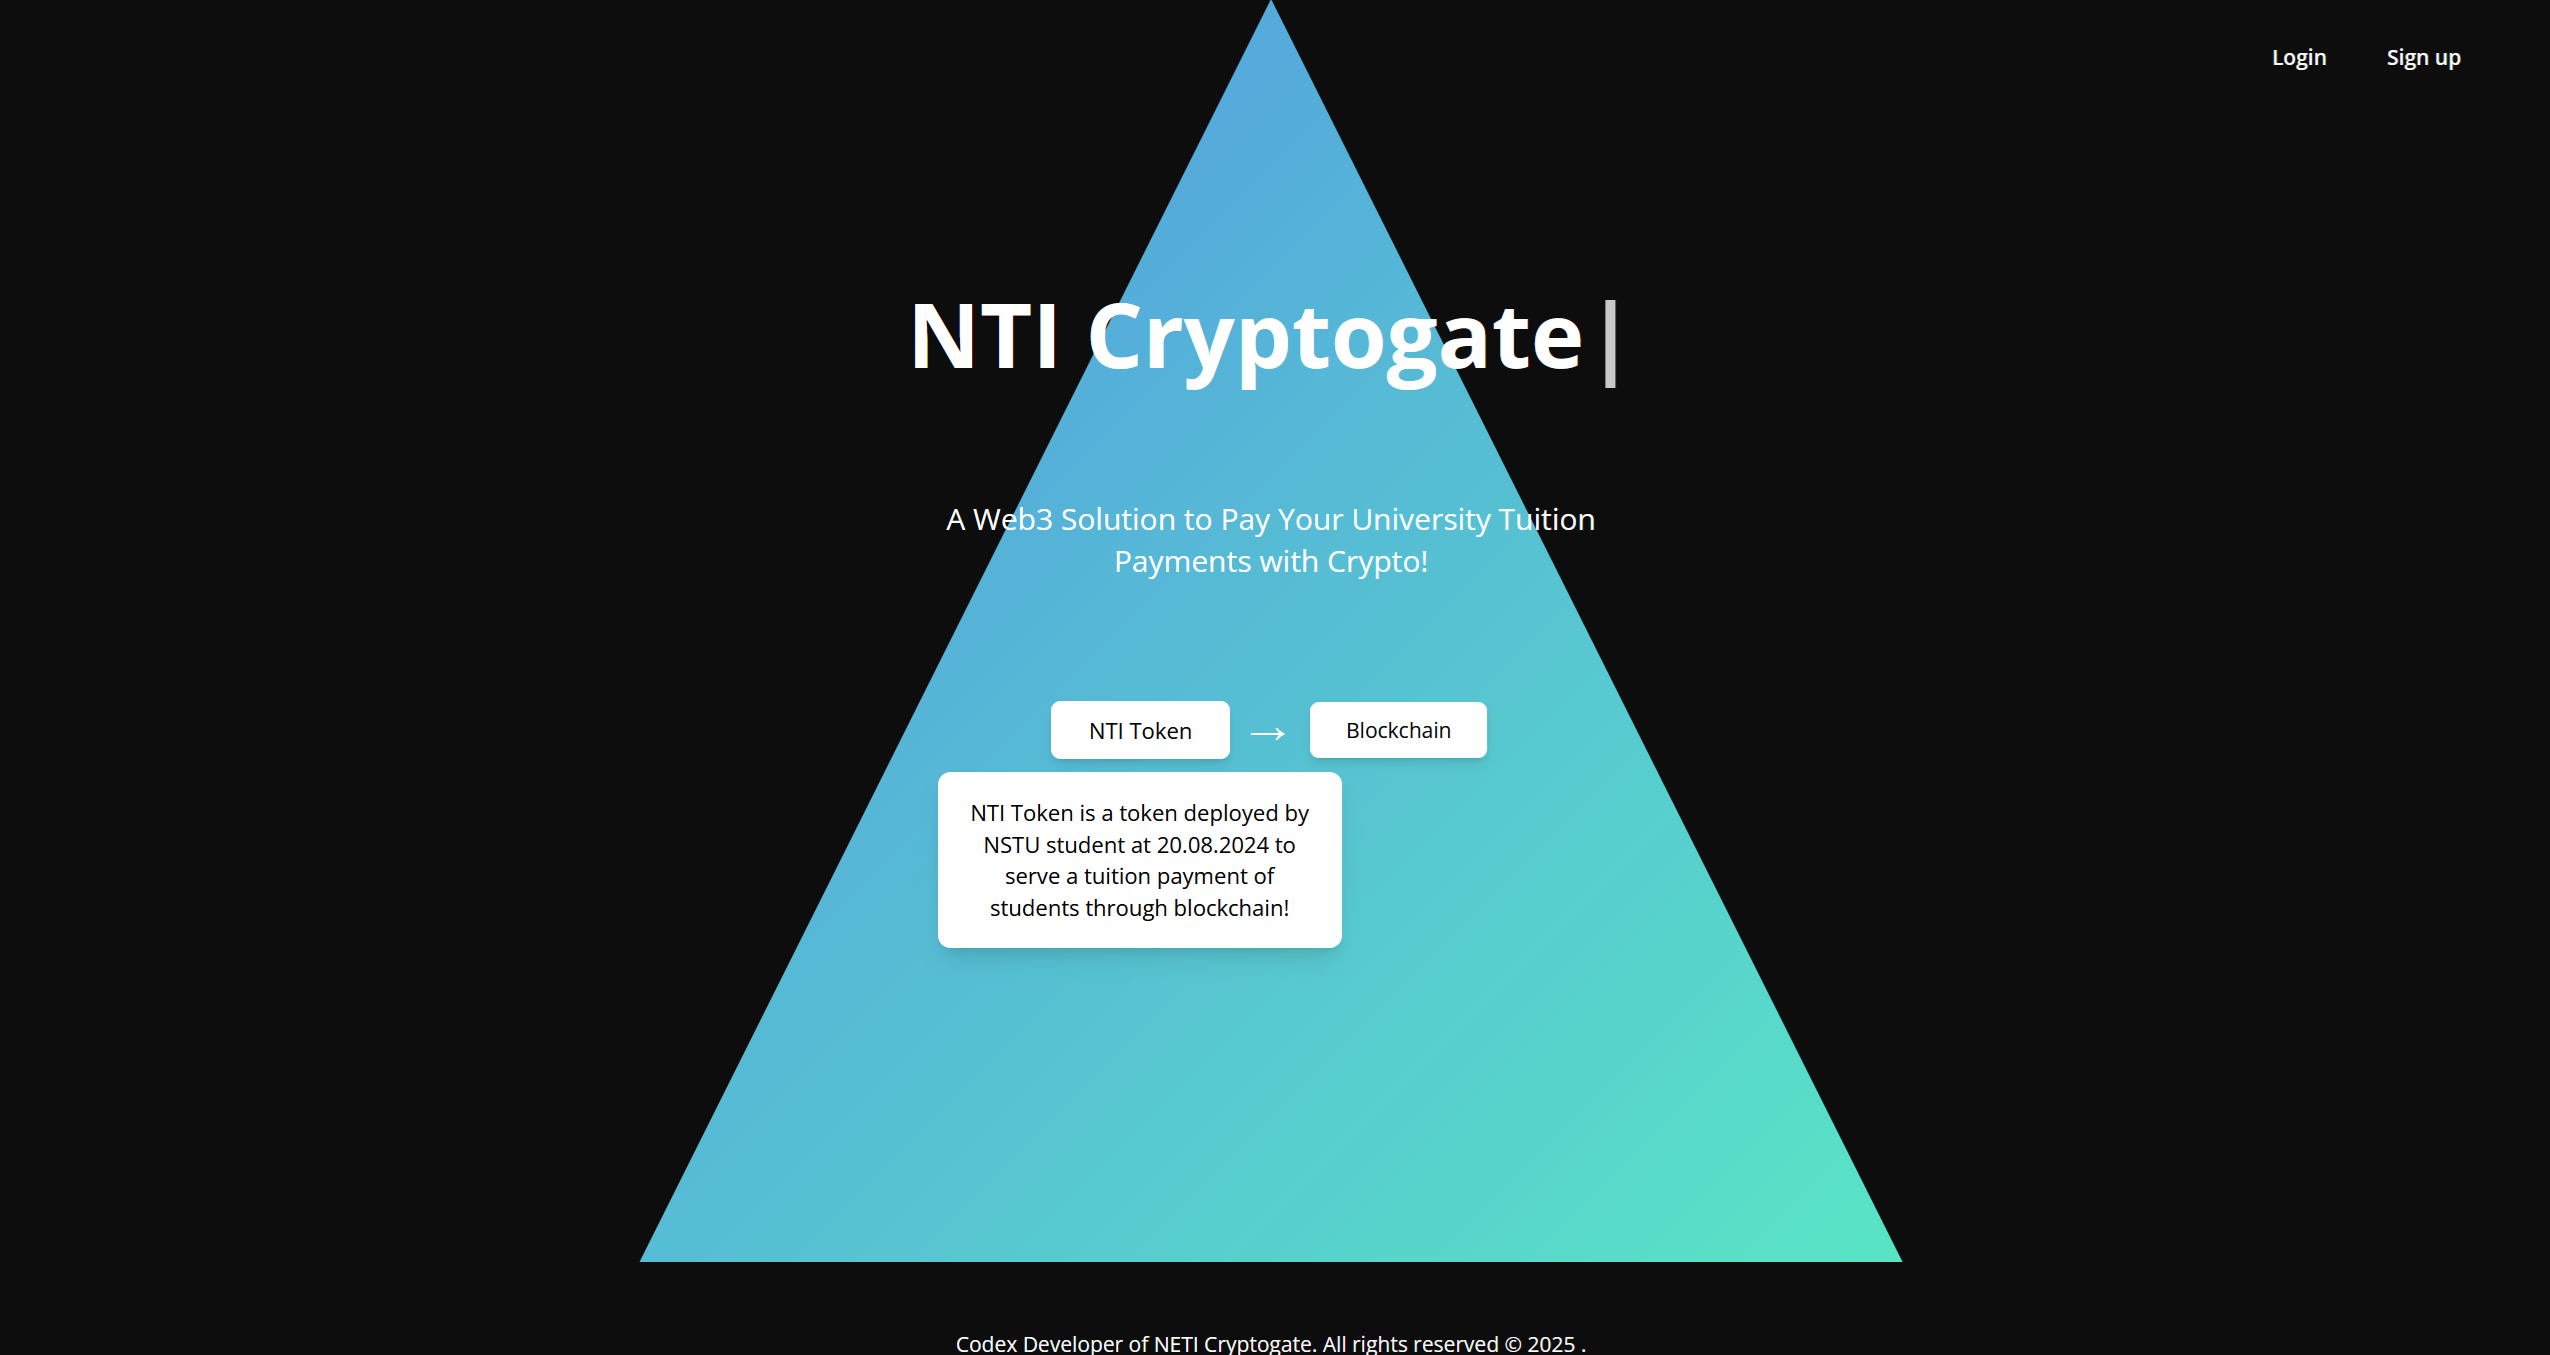 Login
Sign up
NTI Cryptogate|
A Web3 Solution to Pay Your University Tuition
Payments with Crypto!
NTI Token → Blockchain
NTI Token is a token deployed by
NSTU student at 20.08.2024 to
serve a tuition payment of
students through blockchain!
Codex Developer of NETI Cryptogate. All rights reserved © 2025 .